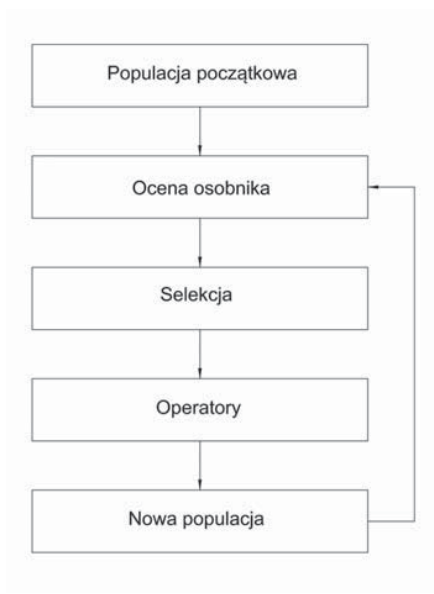 Populacja początkowa
Ocena osobnika
Selekcja
Operatory
Nowa populacja